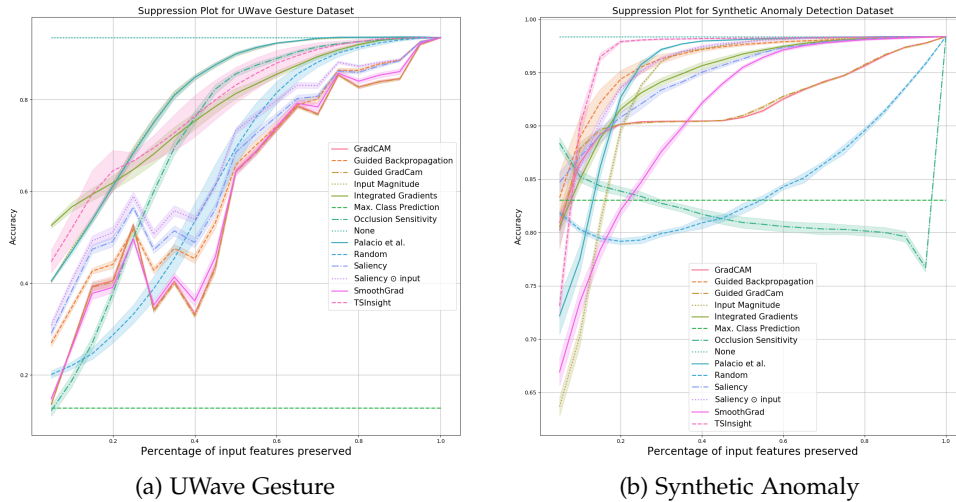 Suppression Plot for UWave Gesture Dataset
Accuracy
0.8
0.6
0.4
0.2
0.2 0.4 0.6 0.8 1.0
Percentage of input features preserved
GradCAM
Guided Backpropagation
Guided GradCam
Input Magnitude
Integrated Gradients
Max. Class Prediction
Occlusion Sensitivity
None
Palacio et al.
Random
Saliency
Saliency ⊙ input
SmoothGrad
TSInsight
(a) UWave Gesture
Suppression Plot for Synthetic Anomaly Detection Dataset
Accuracy
1.00
0.95
0.90
0.85
0.80
0.75
0.70
0.65
0.2 0.4 0.6 0.8 1.0
Percentage of input features preserved
GradCAM
Guided Backpropagation
Guided GradCam
Input Magnitude
Integrated Gradients
Max. Class Prediction
Occlusion Sensitivity
None
Palacio et al.
Random
Saliency
Saliency ⊙ input
SmoothGrad
TSInsight
(b) Synthetic Anomaly